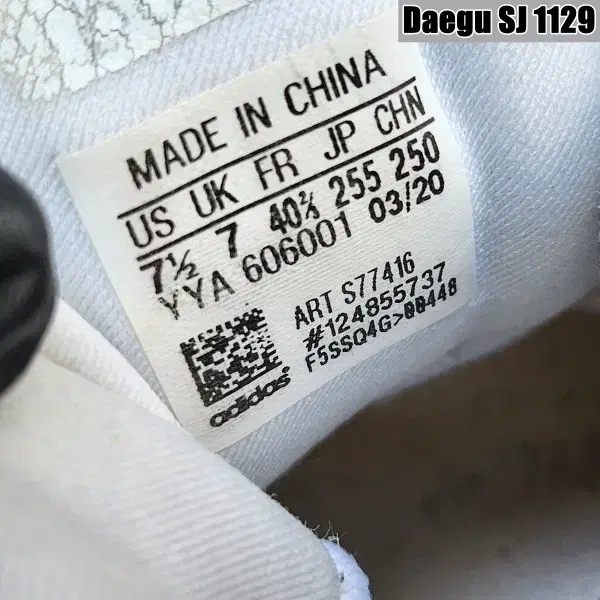 Daegu SJ 1129
MADE IN CHINA
US UK FR JP CHN
7½ 7 40⅔ 255 250
YYA 606001 03/20
ART S77416
#124855737
F5SSQ4G>00448
adidas®